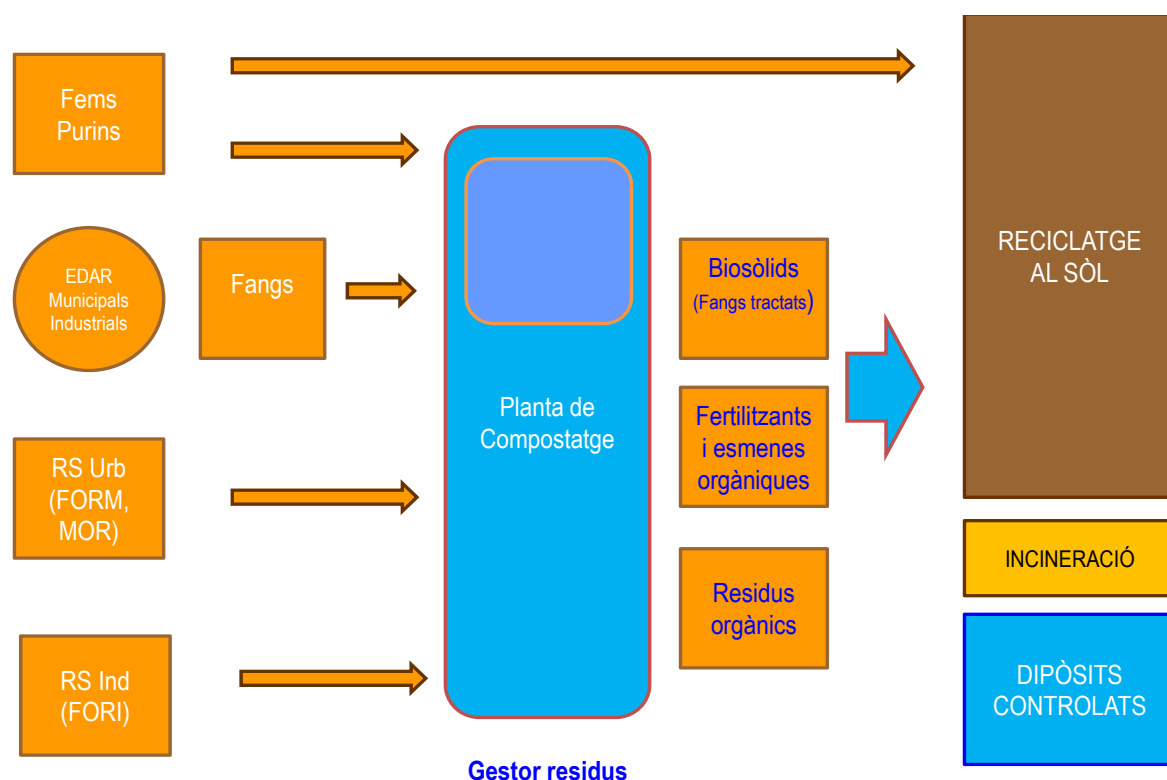 Fems
Purins
EDAR
Municipals
Industrials
Fangs
RS Urb
(FORM,
MOR)
RS Ind
(FORI)
Planta de
Compostatge
Gestor residus
Biosòlids
(Fangs tractats)
Fertilitzants
i esmenes
orgàniques
Residus
orgànics
RECICLATGE
AL SÒL
INCINERACIÓ
DIPÒSITS
CONTROLATS